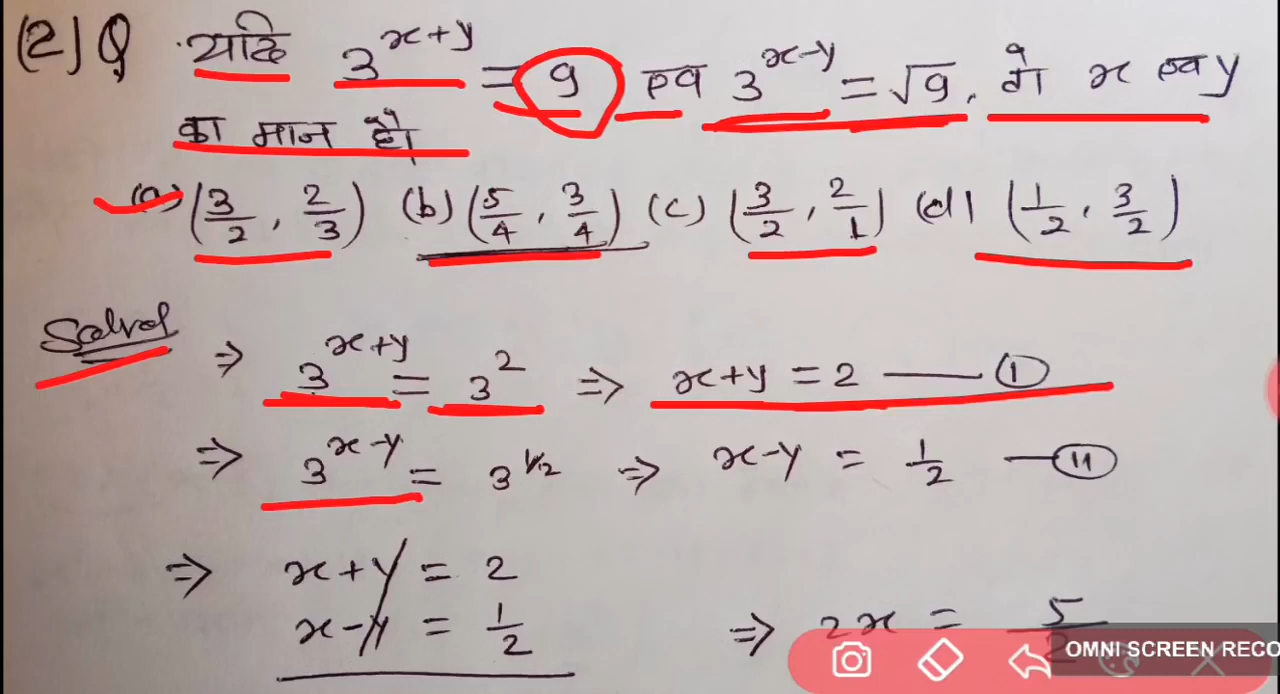 (2) Q यदि 3^{x+y} = 9 एव 3^{x-y} = √9, तो x एव y
का मान है।
(a) (3/2, 2/3) (b) (5/4, 3/4) (c) (3/2, 2/1) (d) (1/2, 3/2)
Solved
⇒ 3^{x+y} = 3^2 ⇒ x+y = 2 — (I)
⇒ 3^{x-y} = 3^{1/2} ⇒ x-y = 1/2 — (II)
⇒ x+y = 2
x-y = 1/2 ⇒ 2x = 5/2
OMNI SCREEN RECO